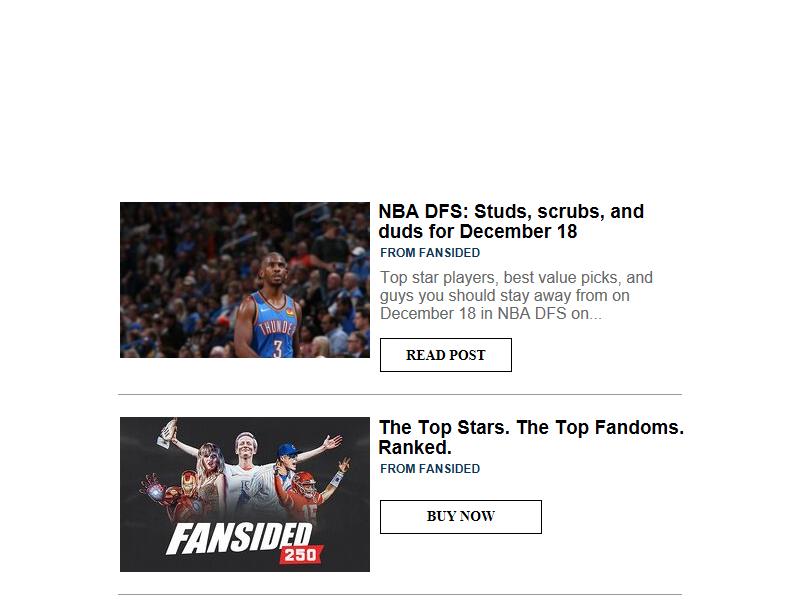 NBA DFS: Studs, scrubs, and
duds for December 18
FROM FANSIDED
Top star players, best value picks, and
guys you should stay away from on
December 18 in NBA DFS on...
READ POST
THUNDER
3
The Top Stars. The Top Fandoms.
Ranked.
FROM FANSIDED
BUY NOW
15
FANSIDED
250